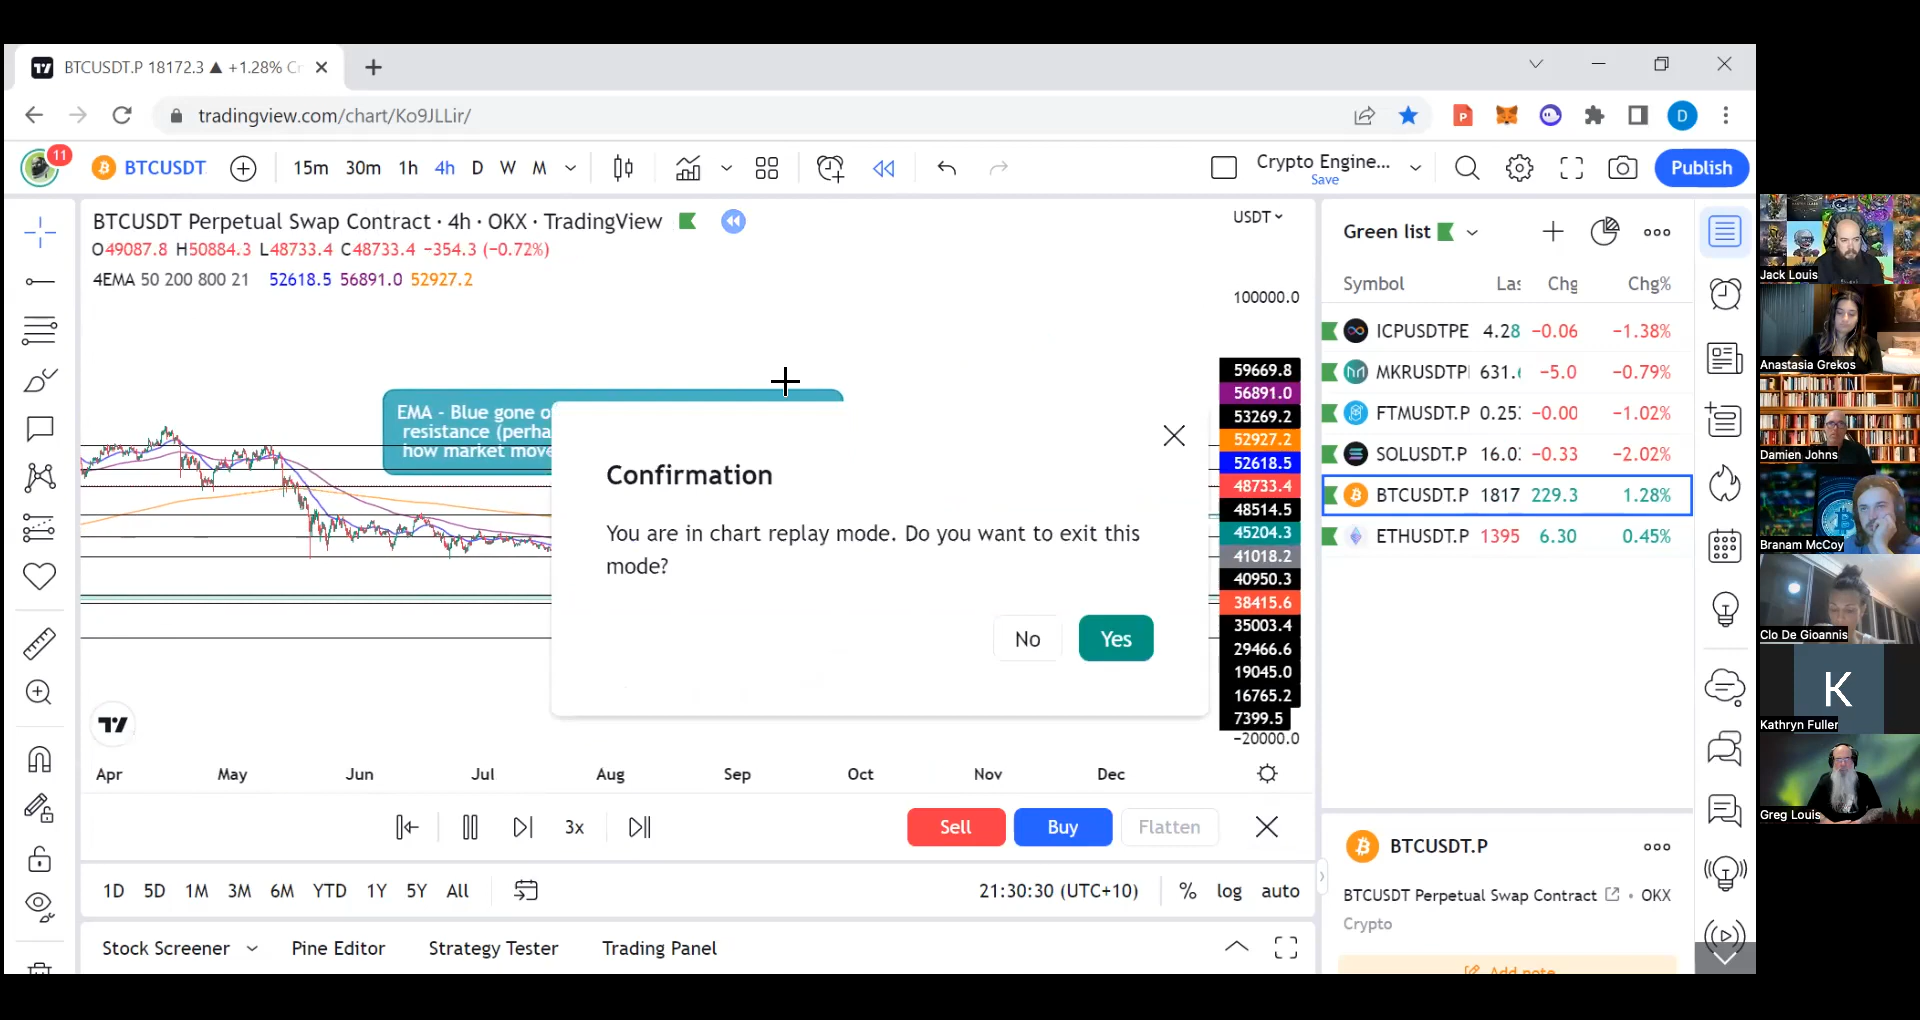 BTCUSDT.P 18172.3 ▲ +1.28%
tradingview.com/chart/Ko9JLLir/
D
11
BTCUSDT
15m 30m 1h 4h D W M
Crypto Engine...
Save
Publish
BTCUSDT Perpetual Swap Contract · 4h · OKX · TradingView
O49087.8 H50884.3 L48733.4 C48733.4 −354.3 (−0.72%)
4EMA 50 200 800 21 52618.5 56891.0 52927.2
USDT
100000.0
59669.8
56891.0
53269.2
52927.2
52618.5
48733.4
48514.5
45204.3
41018.2
40950.3
38415.6
35003.4
29466.6
19045.0
16765.2
7399.5
−20000.0
EMA - Blue gone o
resistance (perha
how market move
Confirmation
You are in chart replay mode. Do you want to exit this
mode?
No Yes
Apr May Jun Jul Aug Sep Oct Nov Dec
3x
Sell Buy Flatten
1D 5D 1M 3M 6M YTD 1Y 5Y All
21:30:30 (UTC+10) % log auto
Stock Screener Pine Editor Strategy Tester Trading Panel
Green list
Symbol Las Chg Chg%
ICPUSDTPE 4.28 −0.06 −1.38%
MKRUSDTP 631. −5.0 −0.79%
FTMUSDT.P 0.25 −0.00 −1.02%
SOLUSDT.P 16.0 −0.33 −2.02%
BTCUSDT.P 1817 229.3 1.28%
ETHUSDT.P 1395 6.30 0.45%
BTCUSDT.P
BTCUSDT Perpetual Swap Contract • OKX
Crypto
Add note
Jack Louis
Anastasia Grekos
Damien Johns
Branam McCoy
Clo De Gioannis
K
Kathryn Fuller
Greg Louis